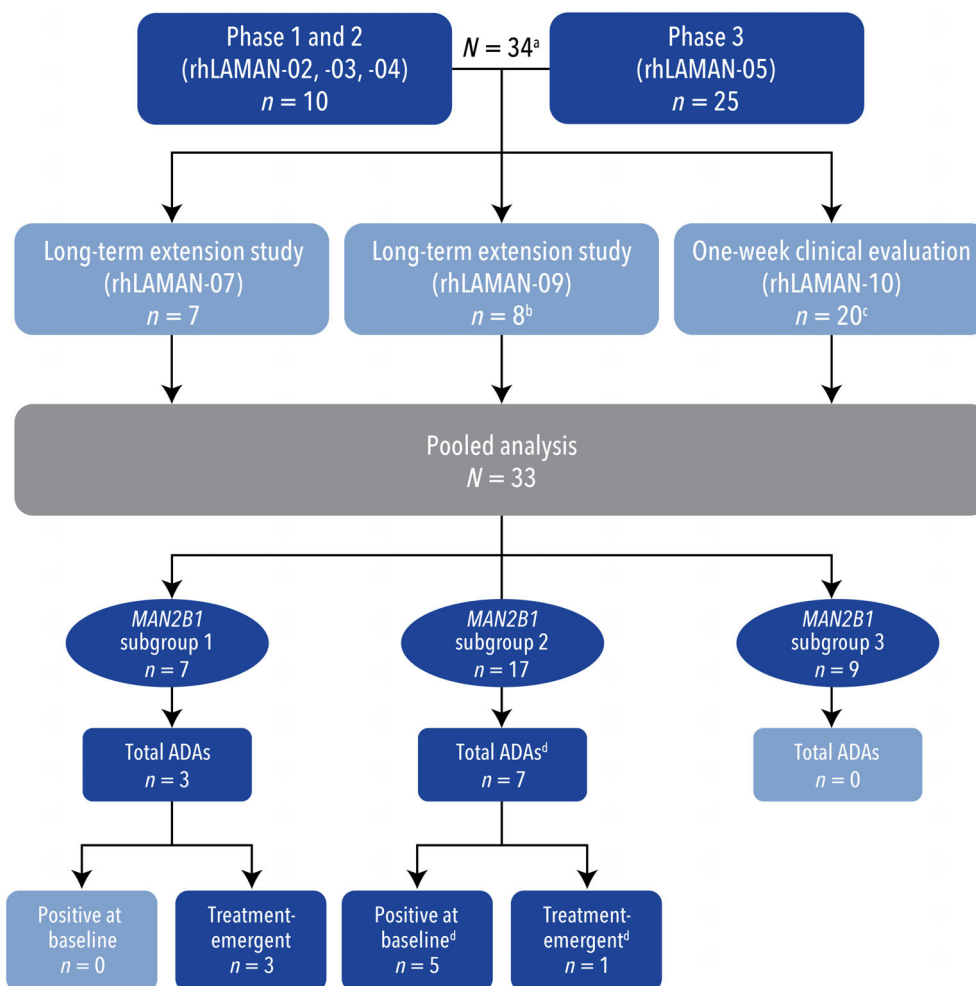 Phase 1 and 2
(rhLAMAN-02, -03, -04)
n = 10
N = 34ᵃ
Phase 3
(rhLAMAN-05)
n = 25
Long-term extension study
(rhLAMAN-07)
n = 7
Long-term extension study
(rhLAMAN-09)
n = 8ᵇ
One-week clinical evaluation
(rhLAMAN-10)
n = 20ᶜ
Pooled analysis
N = 33
MAN2B1
subgroup 1
n = 7
MAN2B1
subgroup 2
n = 17
MAN2B1
subgroup 3
n = 9
Total ADAs
n = 3
Total ADAsᵈ
n = 7
Total ADAs
n = 0
Positive at
baseline
n = 0
Treatment-
emergent
n = 3
Positive at
baselineᵈ
n = 5
Treatment-
emergentᵈ
n = 1